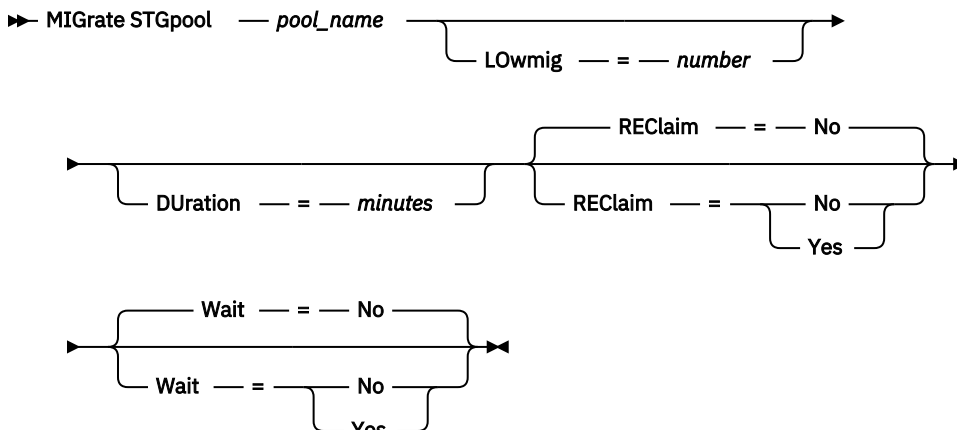 MIGrate STGpool pool_name
LOwmig = number
REClaim = No
DUration = minutes REClaim = No
Yes
Wait = No
Wait = No
Yes